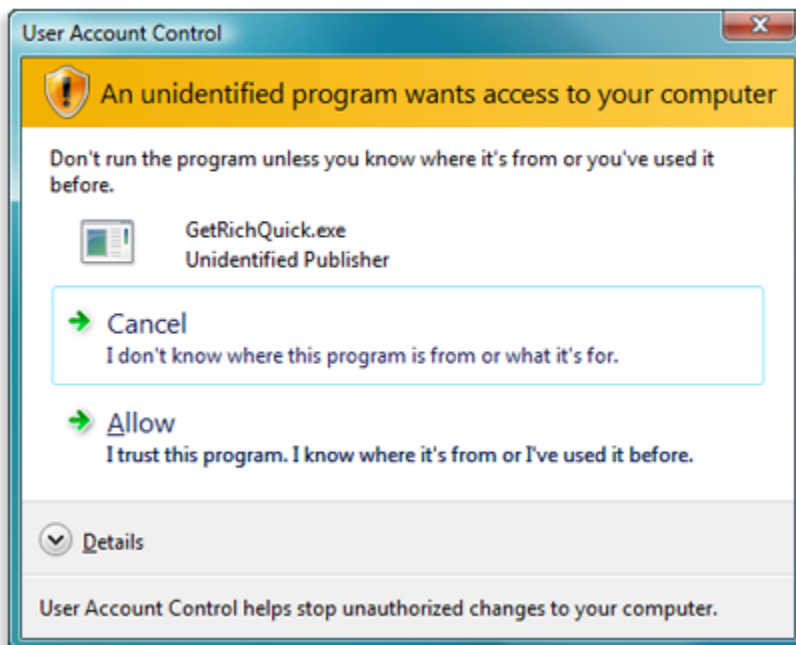 User Account Control
An unidentified program wants access to your computer
Don't run the program unless you know where it's from or you've used it
before.
GetRichQuick.exe
Unidentified Publisher
Cancel
I don't know where this program is from or what it's for.
Allow
I trust this program. I know where it's from or I've used it before.
Details
User Account Control helps stop unauthorized changes to your computer.